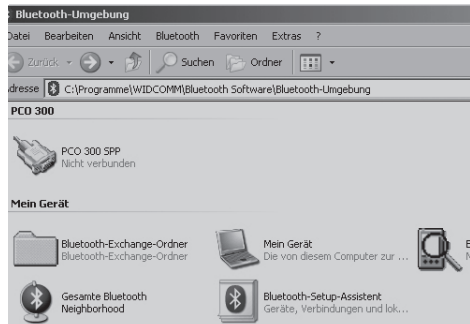 Bluetooth-Umgebung
Datei Bearbeiten Ansicht Bluetooth Favoriten Extras ?
Zurück Suchen Ordner
Adresse C:\Programme\WIDCOMM\Bluetooth Software\Bluetooth-Umgebung
PCO 300
PCO 300 SPP
Nicht verbunden
Mein Gerät
Bluetooth-Exchange-Ordner
Bluetooth-Exchange-Ordner
Mein Gerät
Die von diesem Computer zur ...
Gesamte Bluetooth
Neighborhood
Bluetooth-Setup-Assistent
Geräte, Verbindungen und lok...